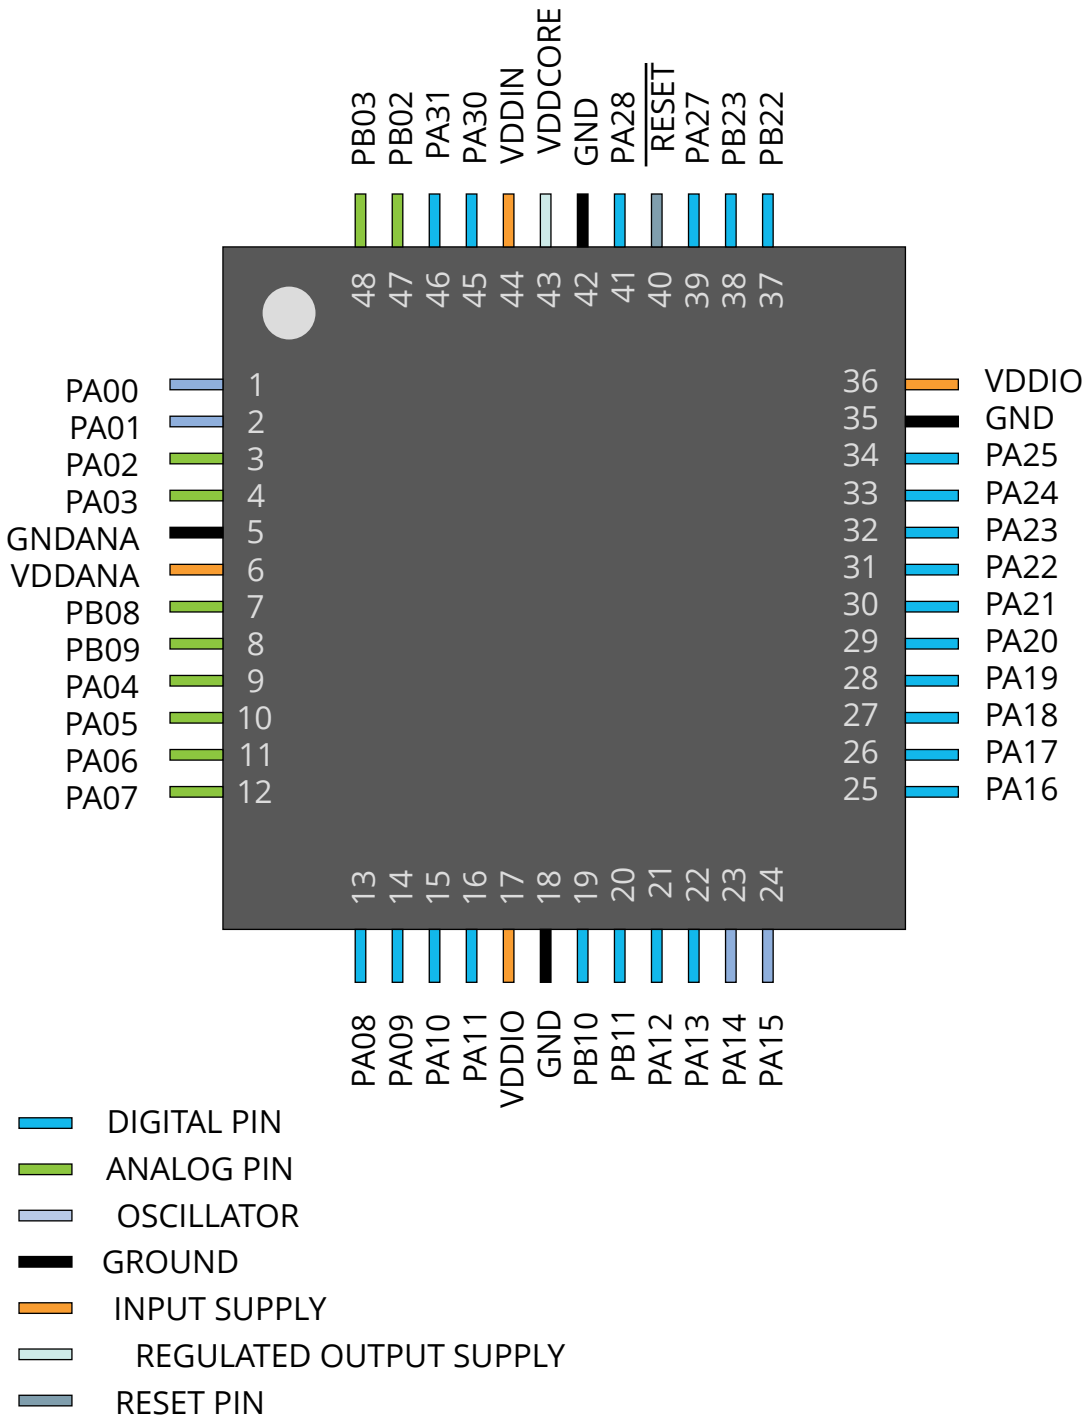 PB03
PB02
PA31
PA30
VDDIN
VDDCORE
GND
PA28
RESET
PA27
PB23
PB22
48
47
46
45
44
43
42
41
40
39
38
37
PA00 1
PA01 2
PA02 3
PA03 4
GNDANA 5
VDDANA 6
PB08 7
PB09 8
PA04 9
PA05 10
PA06 11
PA07 12
36 VDDIO
35 GND
34 PA25
33 PA24
32 PA23
31 PA22
30 PA21
29 PA20
28 PA19
27 PA18
26 PA17
25 PA16
13
14
15
16
17
18
19
20
21
22
23
24
PA08
PA09
PA10
PA11
VDDIO
GND
PB10
PB11
PA12
PA13
PA14
PA15
DIGITAL PIN
ANALOG PIN
OSCILLATOR
GROUND
INPUT SUPPLY
REGULATED OUTPUT SUPPLY
RESET PIN